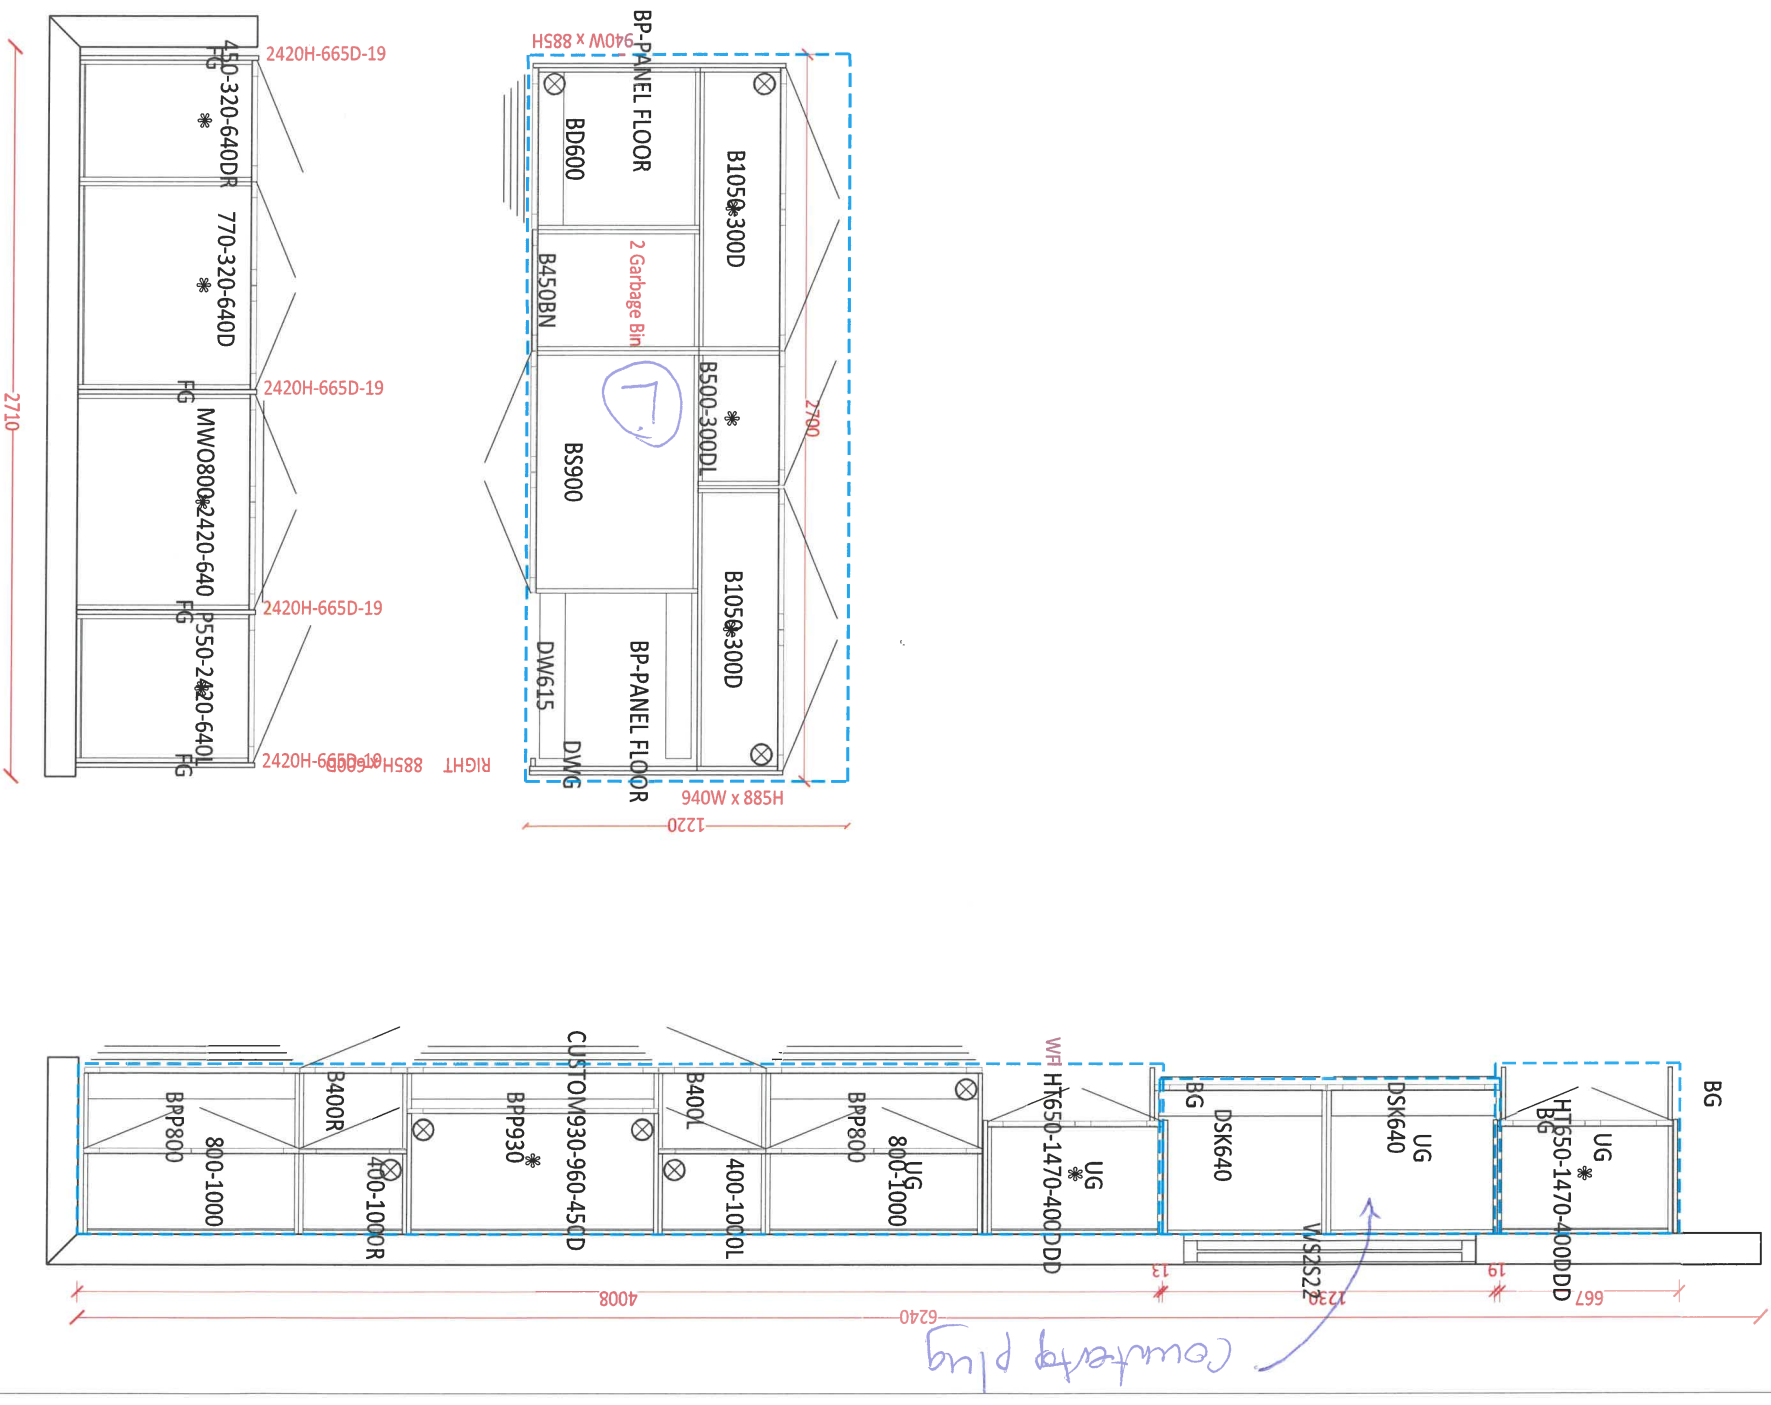 2420H-665D-19
450-320-640DR
FG
770-320-640D
2420H-665D-19
FG
MWO800-2420-640
2420H-665D-19
FG
P550-2420-640L
2420H-665D-19
FG
2710
RIGHT 885H x 600D
940W x 885H
BP-PANEL FLOOR
BD600
B1050-300D
2 Garbage Bin
B450BN
B500-300DL
2700
BS900
B1050-300D
DW615
BP-PANEL FLOOR
DWG
940W x 885H
1220
BPP800
800-1000
B400R
400-1000R
BPP930
CUSTOM930-960-450D
B400L
400-1000L
BPP800
800-1000
UG
WF
HT650-1470-400DDD
UG
BG
DSK640
DSK640
UG
WS2S22
BG
HT650-1470-400DDD
UG
BG
4008
13
1230
19
667
6240
Countertop plug